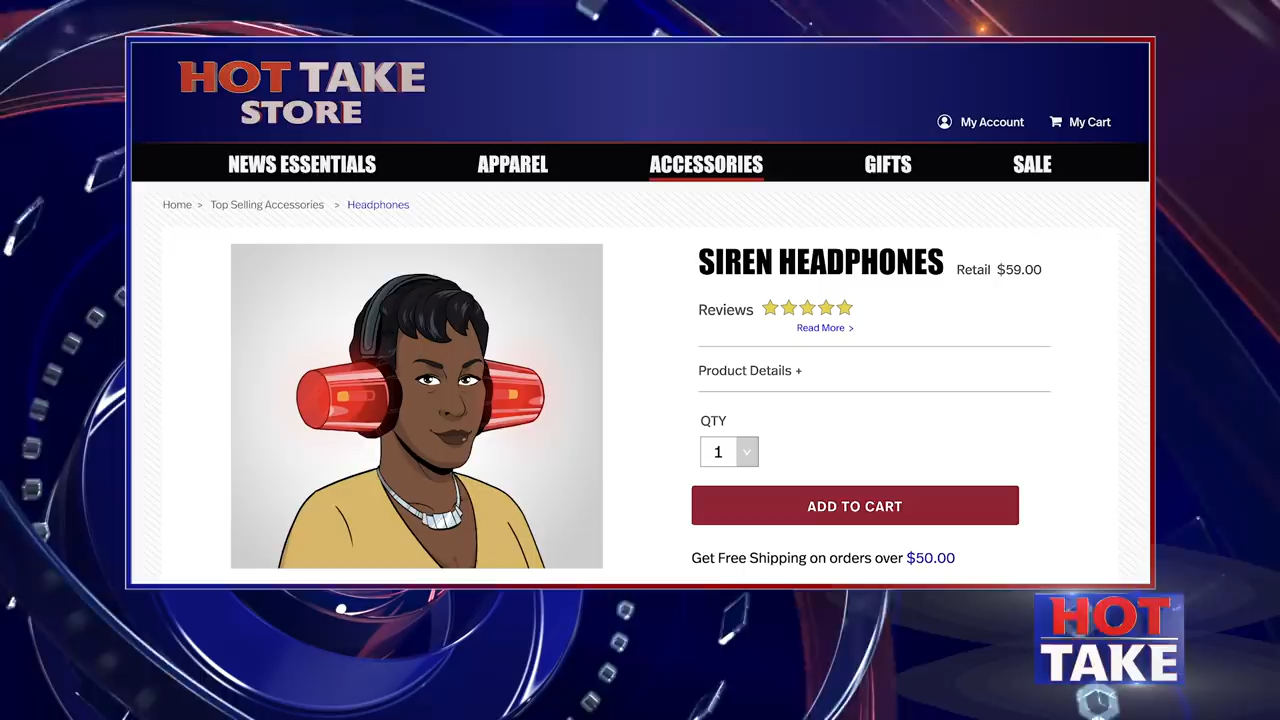 HOT TAKE
STORE
My Account
My Cart
NEWS ESSENTIALS
APPAREL
ACCESSORIES
GIFTS
SALE
Home > Top Selling Accessories > Headphones
SIREN HEADPHONES Retail $59.00
Reviews
Read More >
Product Details +
QTY
1
ADD TO CART
Get Free Shipping on orders over $50.00
HOT
TAKE